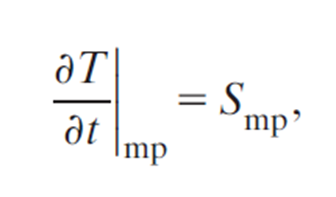 ∂T/∂t|mp = Smp,